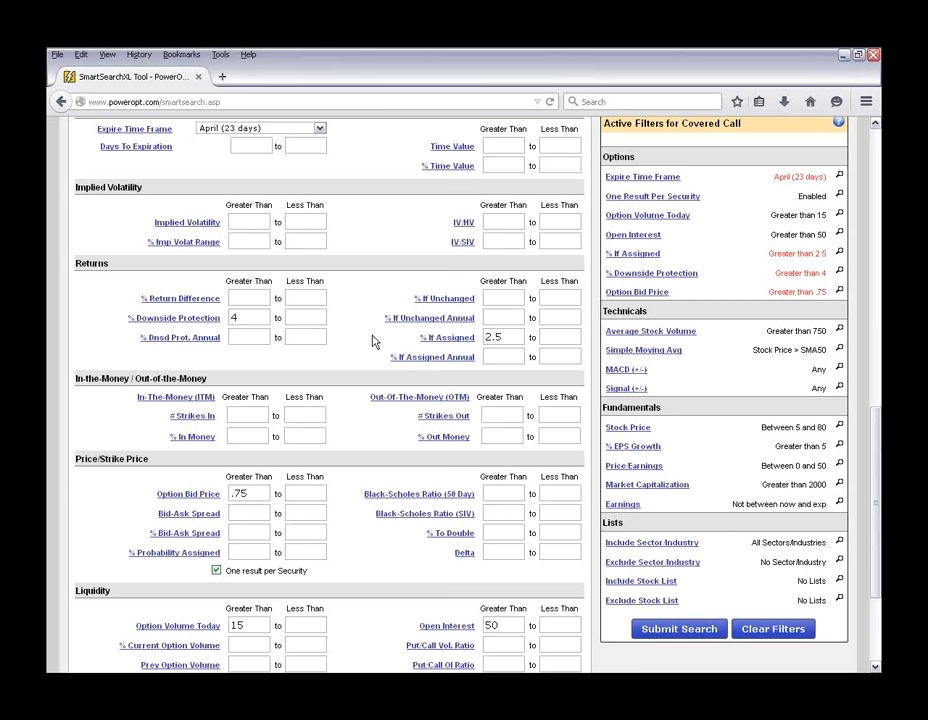 File Edit View History Bookmarks Tools Help
SmartSearchXL Tool - PowerO...
www.poweropt.com/smartsearch.asp
Search
Expire Time Frame April (23 days) Greater Than Less Than
Days To Expiration to Time Value to
% Time Value to
Implied Volatility
Greater Than Less Than Greater Than Less Than
Implied Volatility to IV/HV to
% Imp Volat Range to IV/SIV to
Returns
Greater Than Less Than Greater Than Less Than
% Return Difference to % If Unchanged to
% Downside Protection 4 to % If Unchanged Annual to
% Dnsd Prot. Annual to % If Assigned 2.5 to
% If Assigned Annual to
In-the-Money / Out-of-the-Money
In-The-Money (ITM) Greater Than Less Than Out-Of-The-Money (OTM) Greater Than Less Than
# Strikes In to # Strikes Out to
% In Money to % Out Money to
Price/Strike Price
Greater Than Less Than Greater Than Less Than
Option Bid Price .75 to Black-Scholes Ratio (50 Day) to
Bid-Ask Spread to Black-Scholes Ratio (SIV) to
% Bid-Ask Spread to % To Double to
% Probability Assigned to Delta to
One result per Security
Liquidity
Greater Than Less Than Greater Than Less Than
Option Volume Today 15 to Open Interest 50 to
% Current Option Volume to Put/Call Vol. Ratio to
Prev Option Volume to Put/Call OI Ratio to
Active Filters for Covered Call
Options
Expire Time Frame April (23 days)
One Result Per Security Enabled
Option Volume Today Greater than 15
Open Interest Greater than 50
% If Assigned Greater than 2.5
% Downside Protection Greater than 4
Option Bid Price Greater than .75
Technicals
Average Stock Volume Greater than 750
Simple Moving Avg Stock Price > SMA50
MACD (+/-) Any
Signal (+/-) Any
Fundamentals
Stock Price Between 5 and 80
% EPS Growth Greater than 5
Price/Earnings Between 0 and 50
Market Capitalization Greater than 2000
Earnings Not between now and exp
Lists
Include Sector/Industry All Sectors/Industries
Exclude Sector/Industry No Sector/Industry
Include Stock List No Lists
Exclude Stock List No Lists
Submit Search Clear Filters